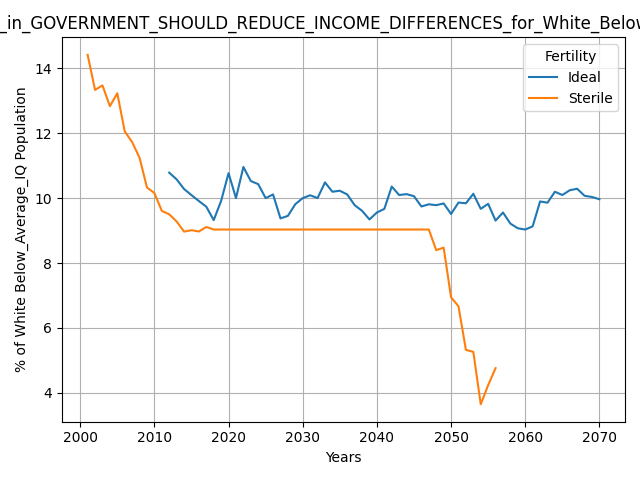 _in_GOVERNMENT_SHOULD_REDUCE_INCOME_DIFFERENCES_for_White_Below
% of White Below_Average_IQ Population
14
12
10
8
6
4
Fertility
Ideal
Sterile
2000 2010 2020 2030 2040 2050 2060 2070
Years